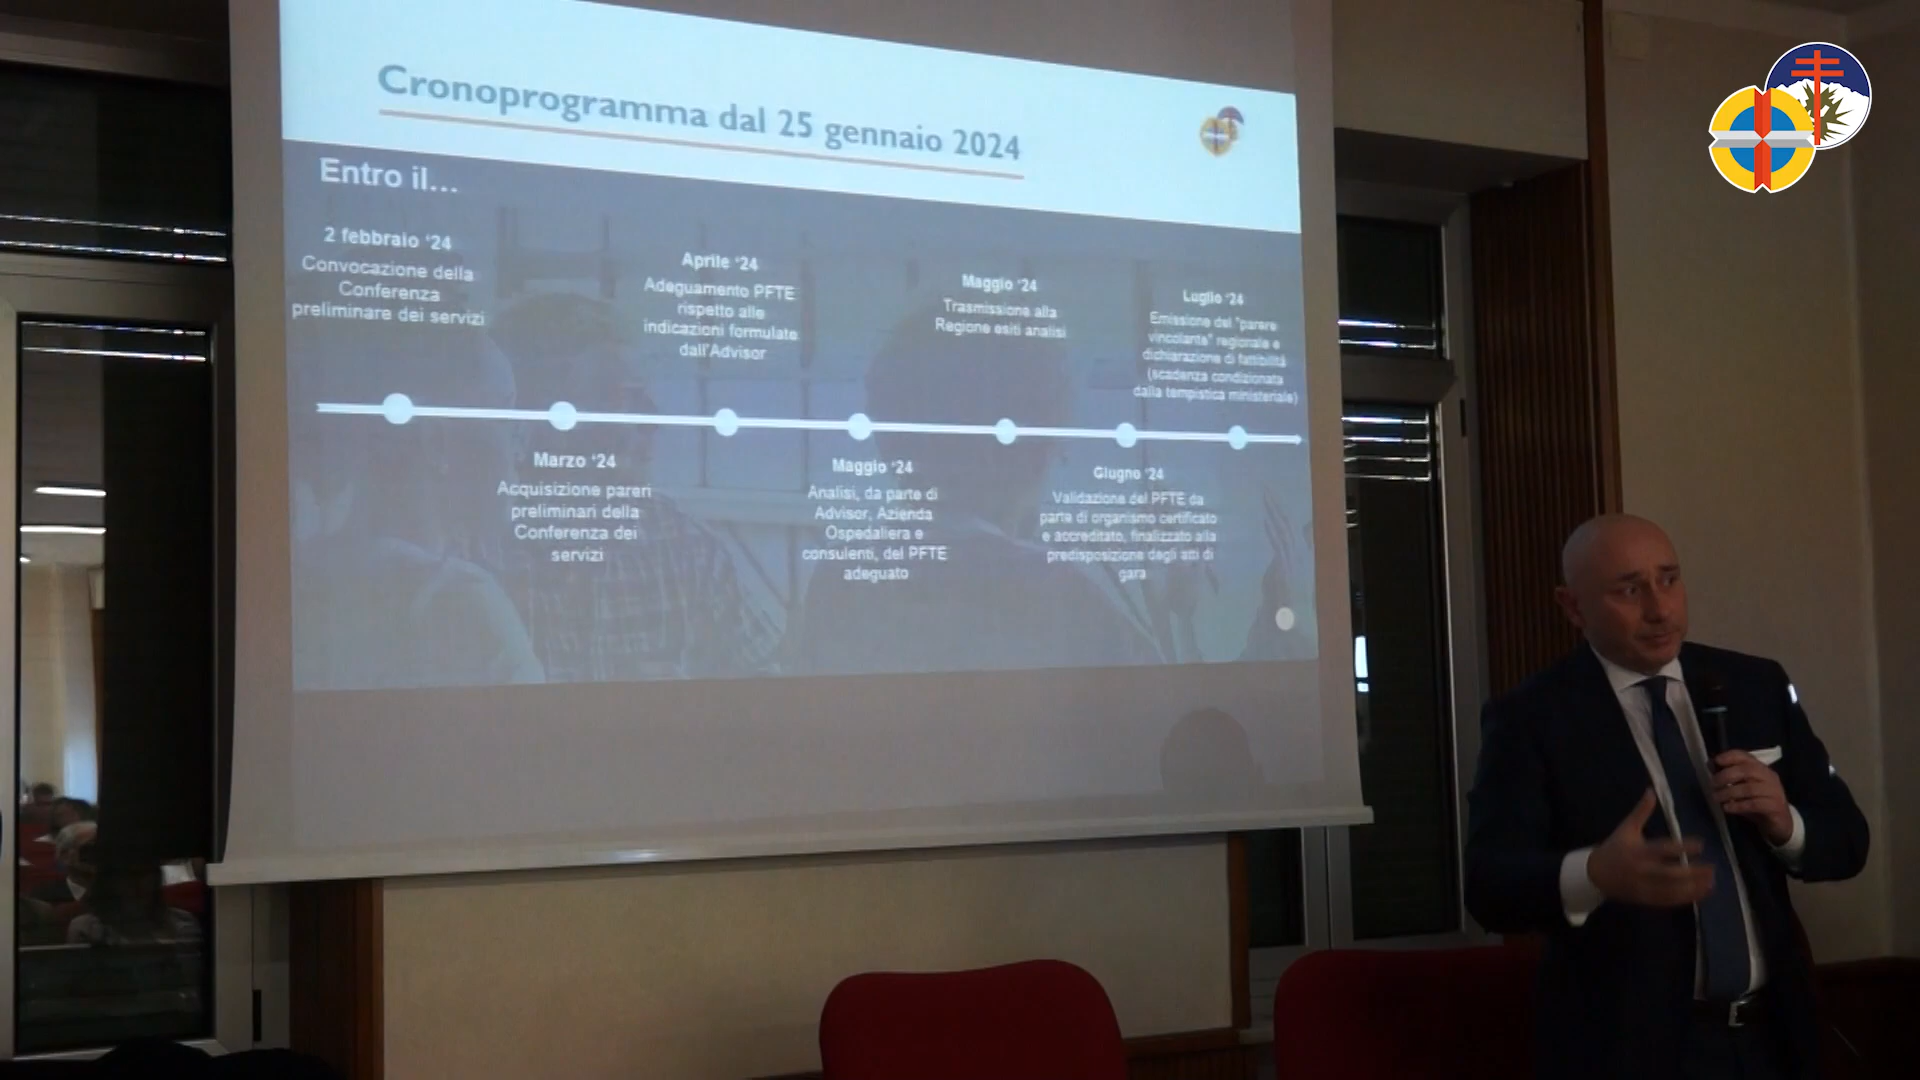 Cronoprogramma dal 25 gennaio 2024
Entro il...
2 febbraio ‘24
Convocazione della
Conferenza
preliminare dei servizi
Marzo ‘24
Acquisizione pareri
preliminari della
Conferenza dei
servizi
Aprile ‘24
Adeguamento PFTE
rispetto alle
indicazioni formulate
dall'Advisor
Maggio ‘24
Analisi, da parte di
Advisor, Azienda
Ospedaliera e
consulenti, del PFTE
adeguato
Maggio ‘24
Trasmissione alla
Regione esiti analisi
Giugno ‘24
Validazione del PFTE da
parte di organismo certificato
e accreditato, finalizzato alla
predisposizione degli atti di
gara
Luglio ‘24
Emissione del "parere
vincolante" regionale e
dichiarazione di fattibilità
(scadenza condizionata
dalla tempistica ministeriale)